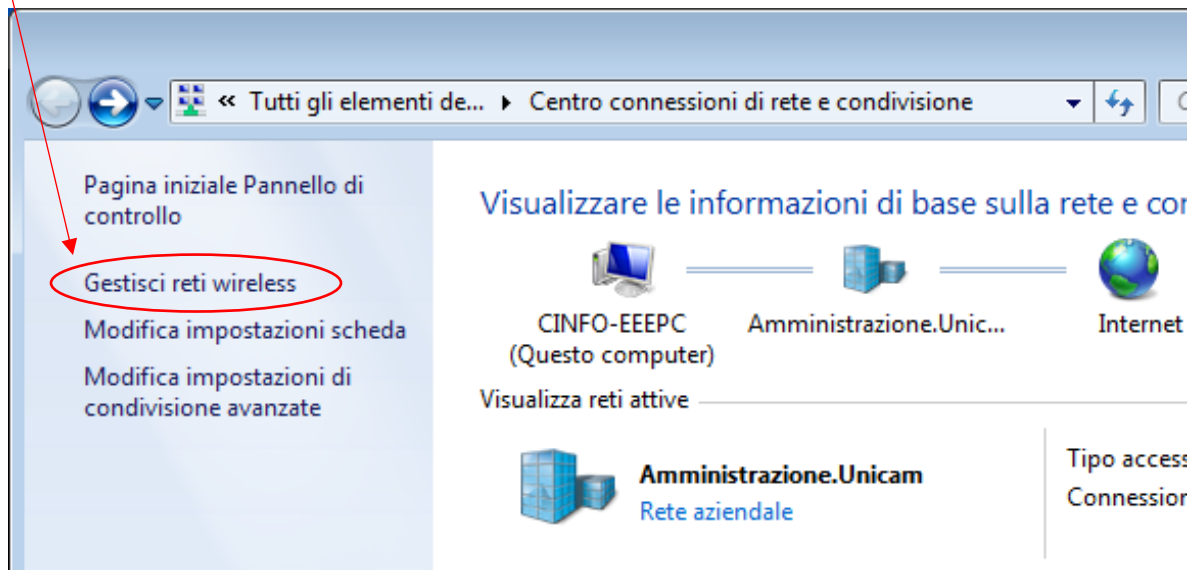 « Tutti gli elementi de... ▸ Centro connessioni di rete e condivisione
Pagina iniziale Pannello di
controllo
Gestisci reti wireless
Modifica impostazioni scheda
Modifica impostazioni di
condivisione avanzate
Visualizzare le informazioni di base sulla rete e con
CINFO-EEEPC
(Questo computer)
Amministrazione.Unic...
Internet
Visualizza reti attive
Amministrazione.Unicam
Rete aziendale
Tipo access
Connession